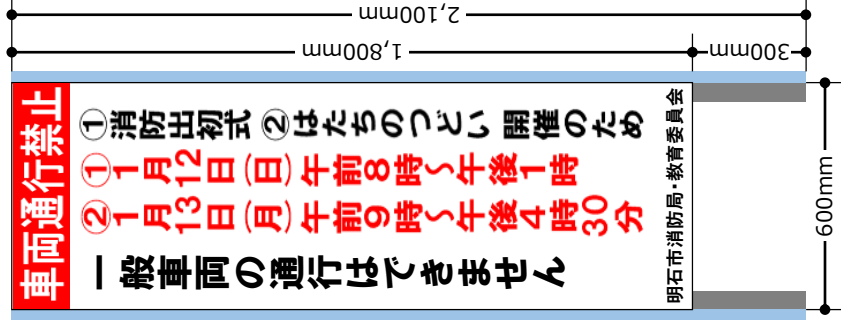 車両通行禁止
①消防出初式 ②はたちのつどい 開催のため
①1月12日(日)午前8時～午後1時
②1月13日(月)午前9時～午後4時30分
一般車両の通行はできません
明石市消防局・教育委員会
2,100mm
1,800mm
300mm
600mm